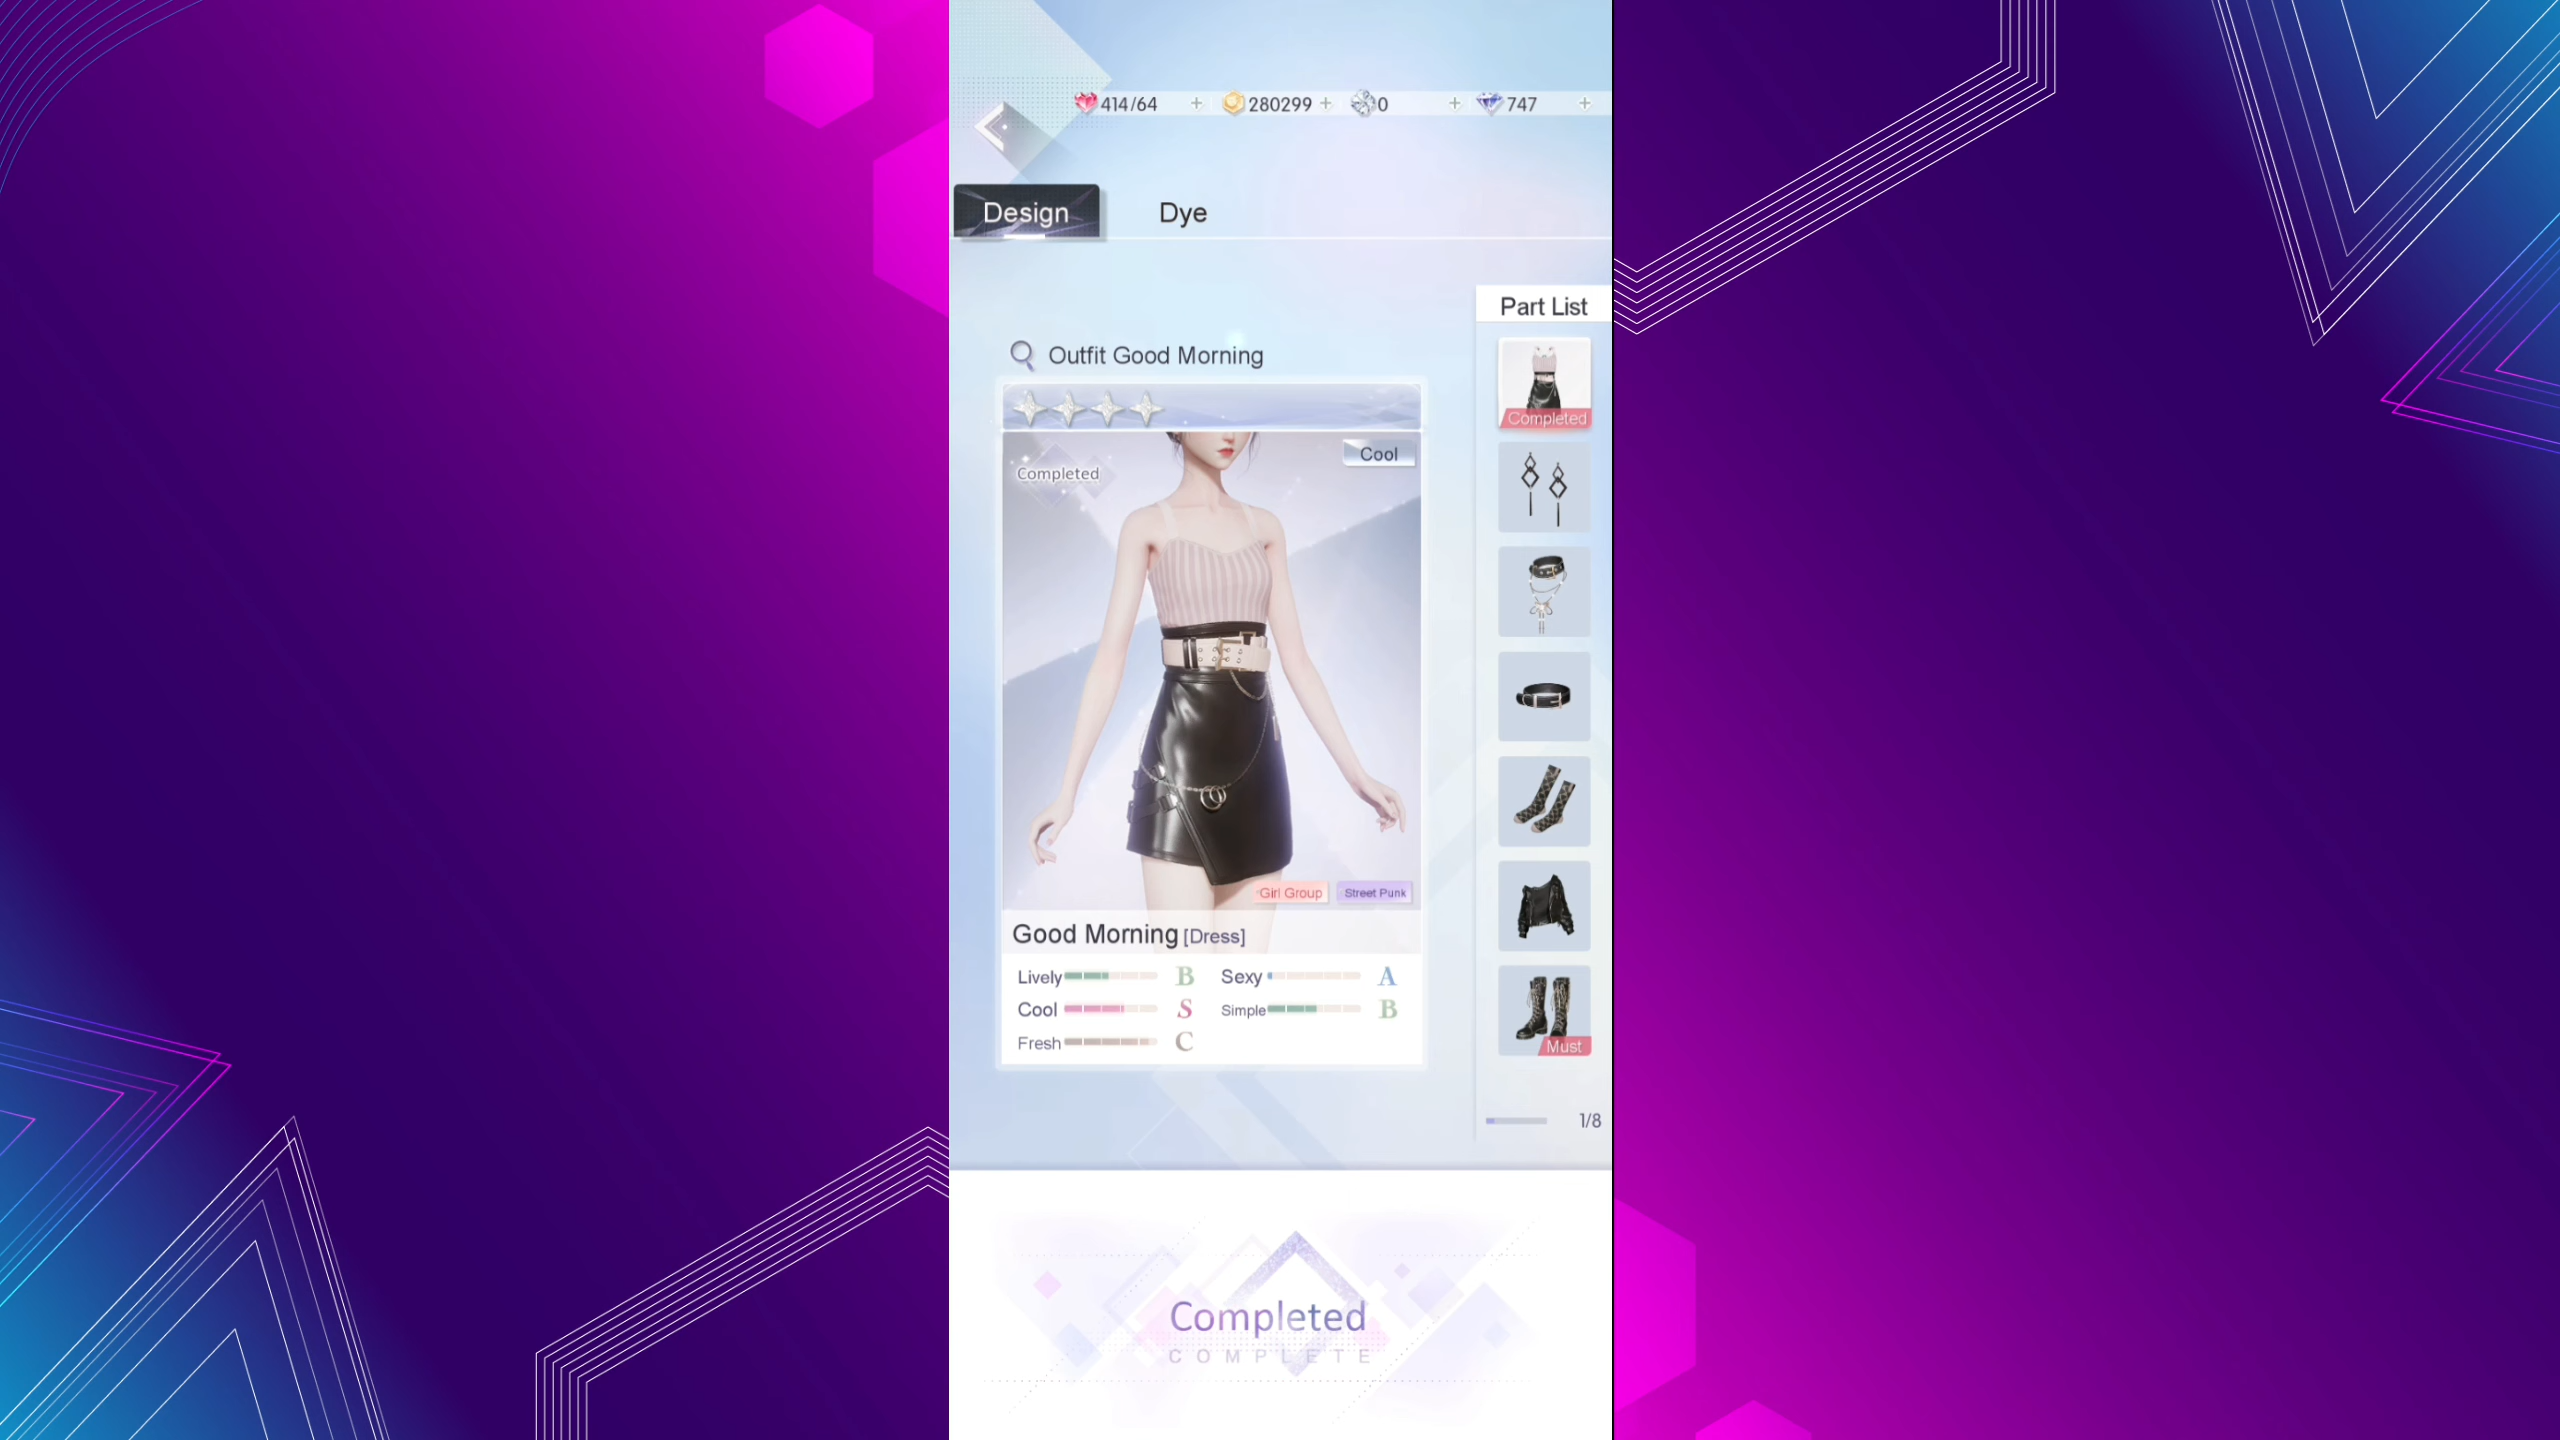 414/64 280299 0 747
Design Dye
Part List
Outfit Good Morning
Completed
Completed
Cool
Girl Group Street Punk
Good Morning [Dress]
Lively B Sexy A
Cool S Simple B
Fresh C
Must
1/8
Completed
COMPLETE